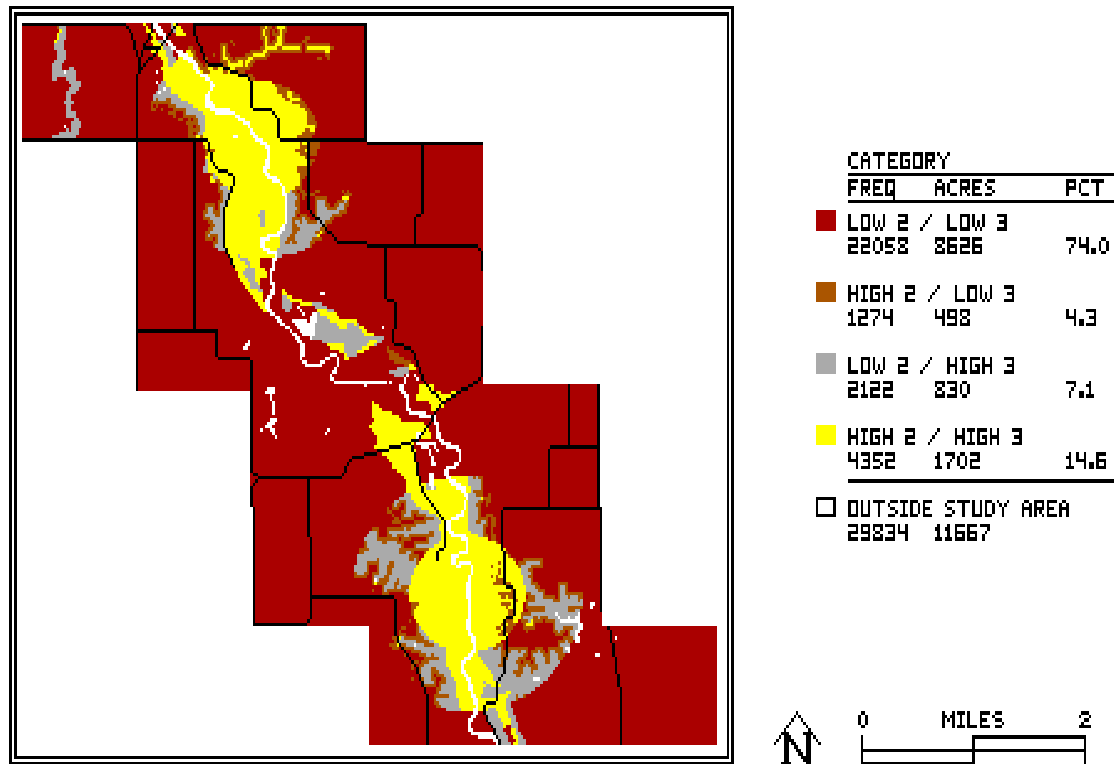 CATEGORY
FREQ ACRES PCT
LOW 2 / LOW 3
22058 8626 74.0
HIGH 2 / LOW 3
1274 498 4.3
LOW 2 / HIGH 3
2122 830 7.1
HIGH 2 / HIGH 3
4352 1702 14.6
OUTSIDE STUDY AREA
29834 11667
0 MILES 2
N